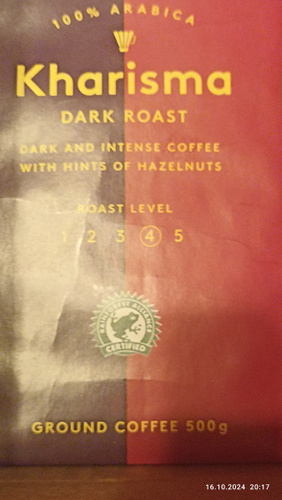 100% ARABICA
Kharisma
DARK ROAST
DARK AND INTENSE COFFEE
WITH HINTS OF HAZELNUTS
ROAST LEVEL
1 2 3 4 5
RAINFOREST ALLIANCE
CERTIFIED
GROUND COFFEE 500g
16.10.2024 20:17